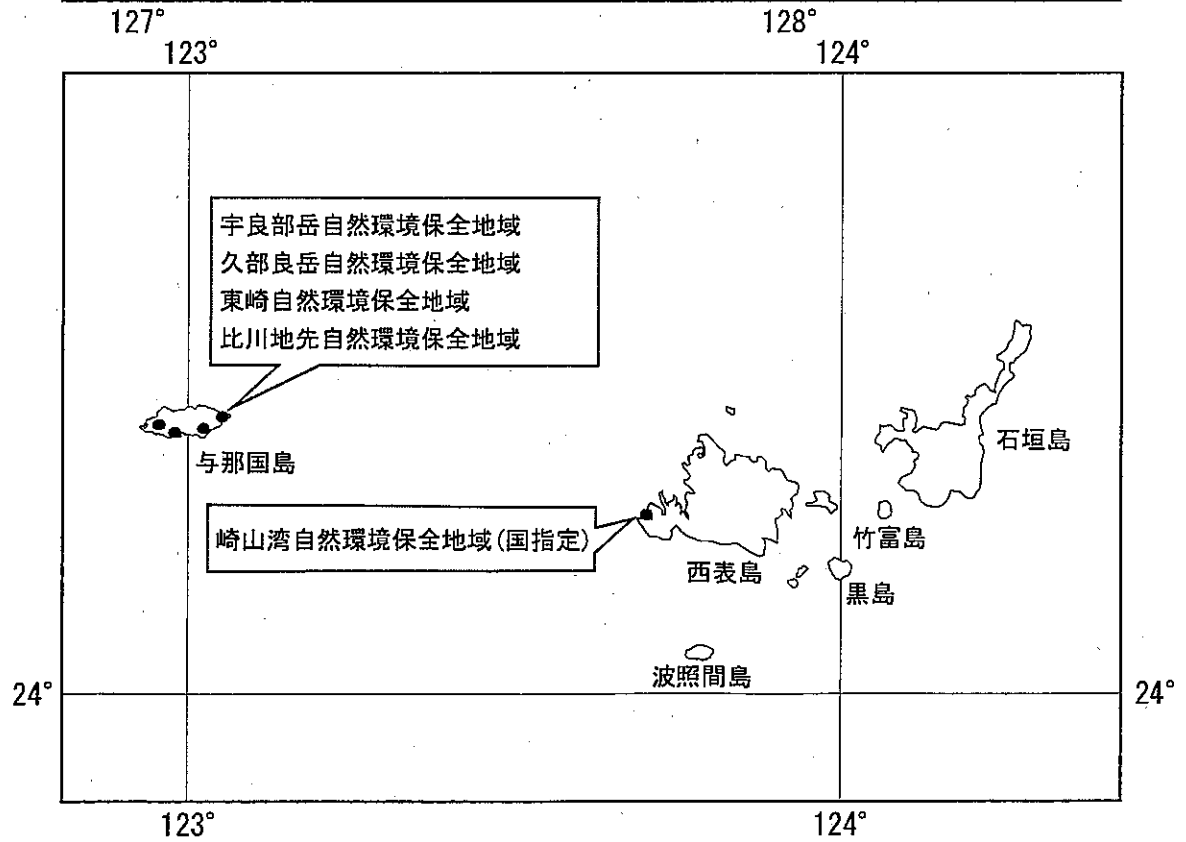 127°
128°
123°
124°
宇良部岳自然環境保全地域
久部良岳自然環境保全地域
東崎自然環境保全地域
比川地先自然環境保全地域
与那国島
石垣島
崎山湾自然環境保全地域(国指定)
竹富島
西表島
黒島
波照間島
24°
24°
123°
124°